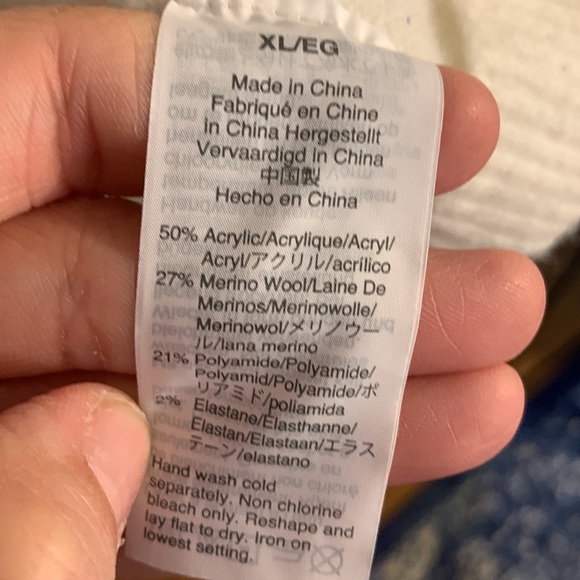 XL/EG
Made in China
Fabriqué en Chine
In China Hergestellt
Vervaardigd in China
中国製
Hecho en China
50% Acrylic/Acrylique/Acryl/
Acryl/アクリル/acrílico
27% Merino Wool/Laine De
Merinos/Merinowolle/
Merinowol/メリノウー
ル/lana merino
21% Polyamide/Polyamide/
Polyamid/Polyamide/ポ
リアミド/poliamida
2% Elastane/Elasthanne/
Elastan/Elastaan/エラス
テーン/elastano
Hand wash cold
separately. Non chlorine
bleach only. Reshape and
lay flat to dry. Iron on
lowest setting.